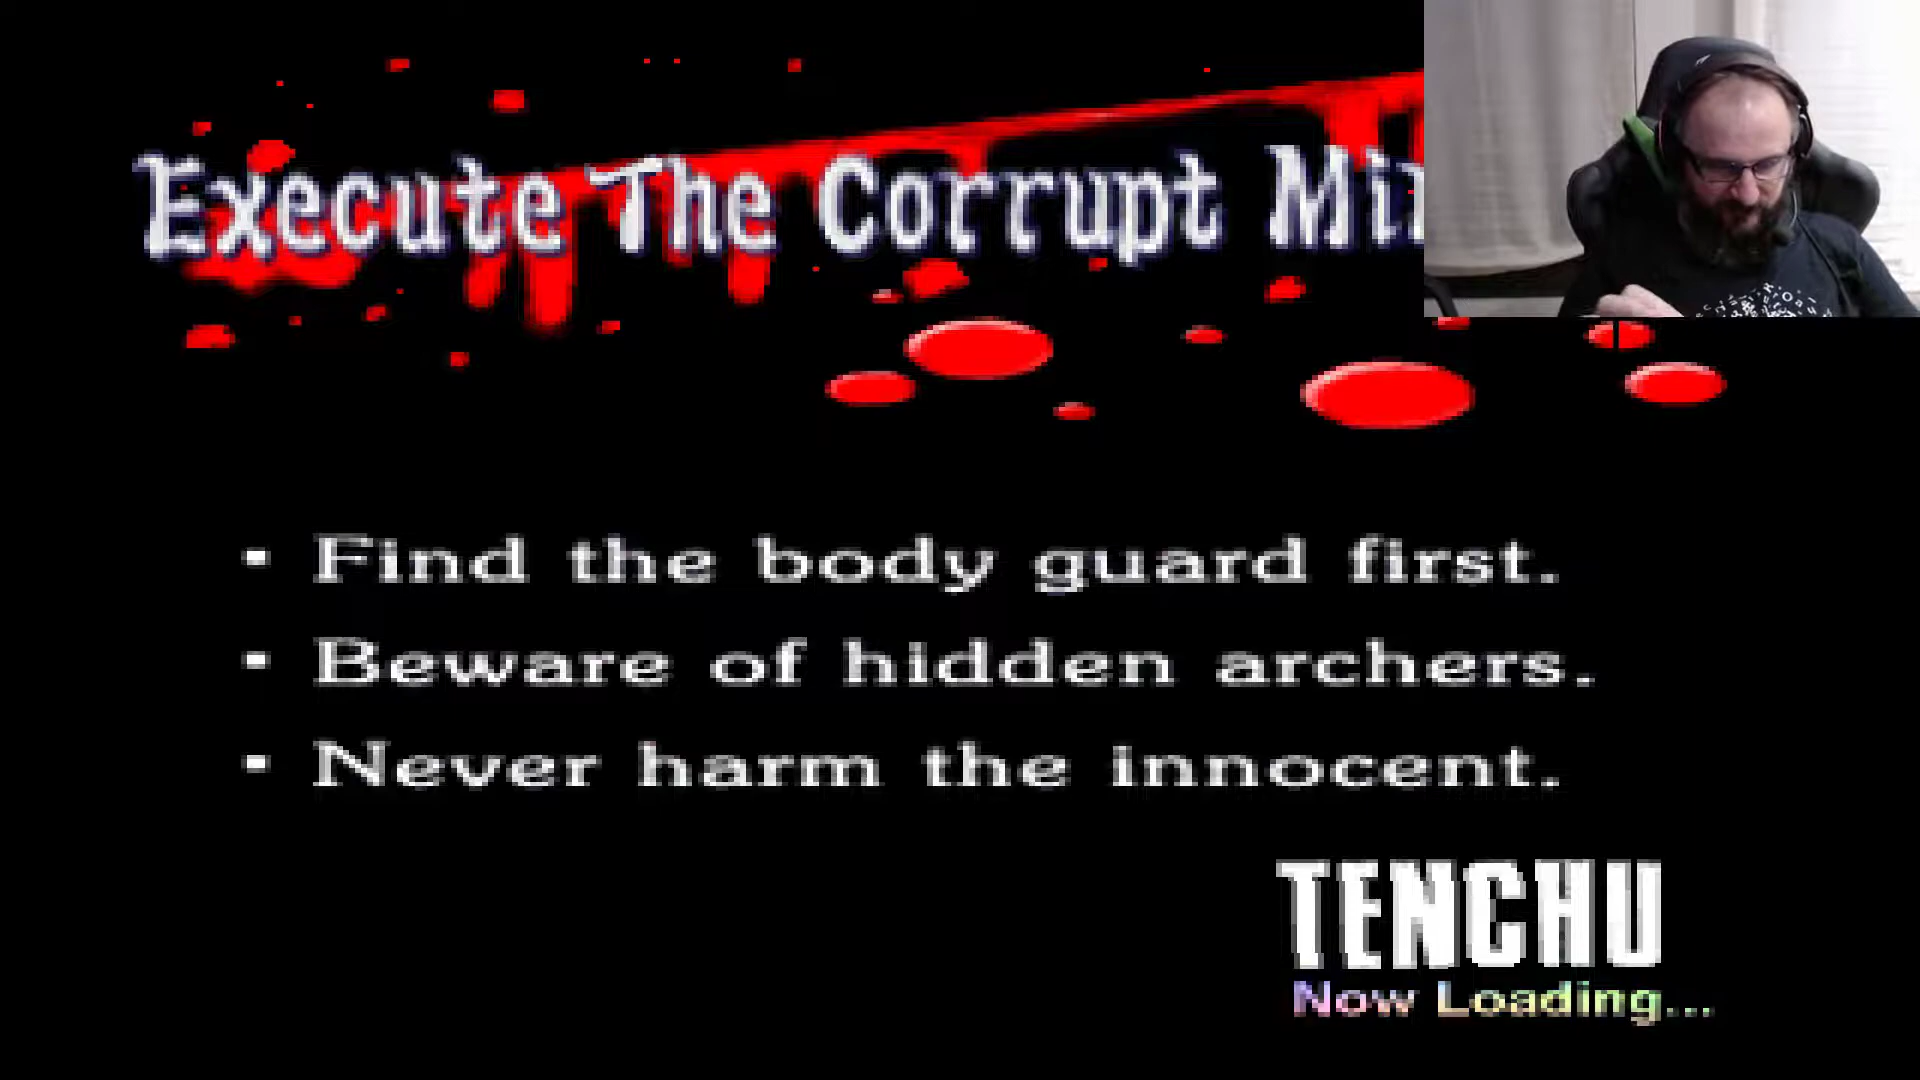 Execute The Corrupt
Find the body guard first.
Beware of hidden archers.
Never harm the innocent.
TENCHU
Now Loading...